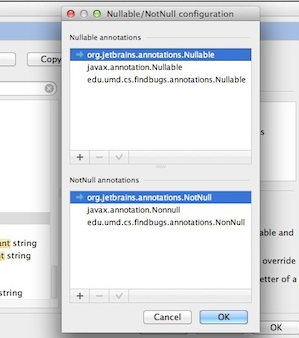 Nullable/NotNull configuration
Copy
Nullable annotations
org.jetbrains.annotations.Nullable
javax.annotation.Nullable
edu.umd.cs.findbugs.annotations.Nullable
NotNull annotations
org.jetbrains.annotations.NotNull
javax.annotation.Nonnull
edu.umd.cs.findbugs.annotations.NonNull
ant string
t string
string
able and
override
etter of a
Cancel
OK
OK